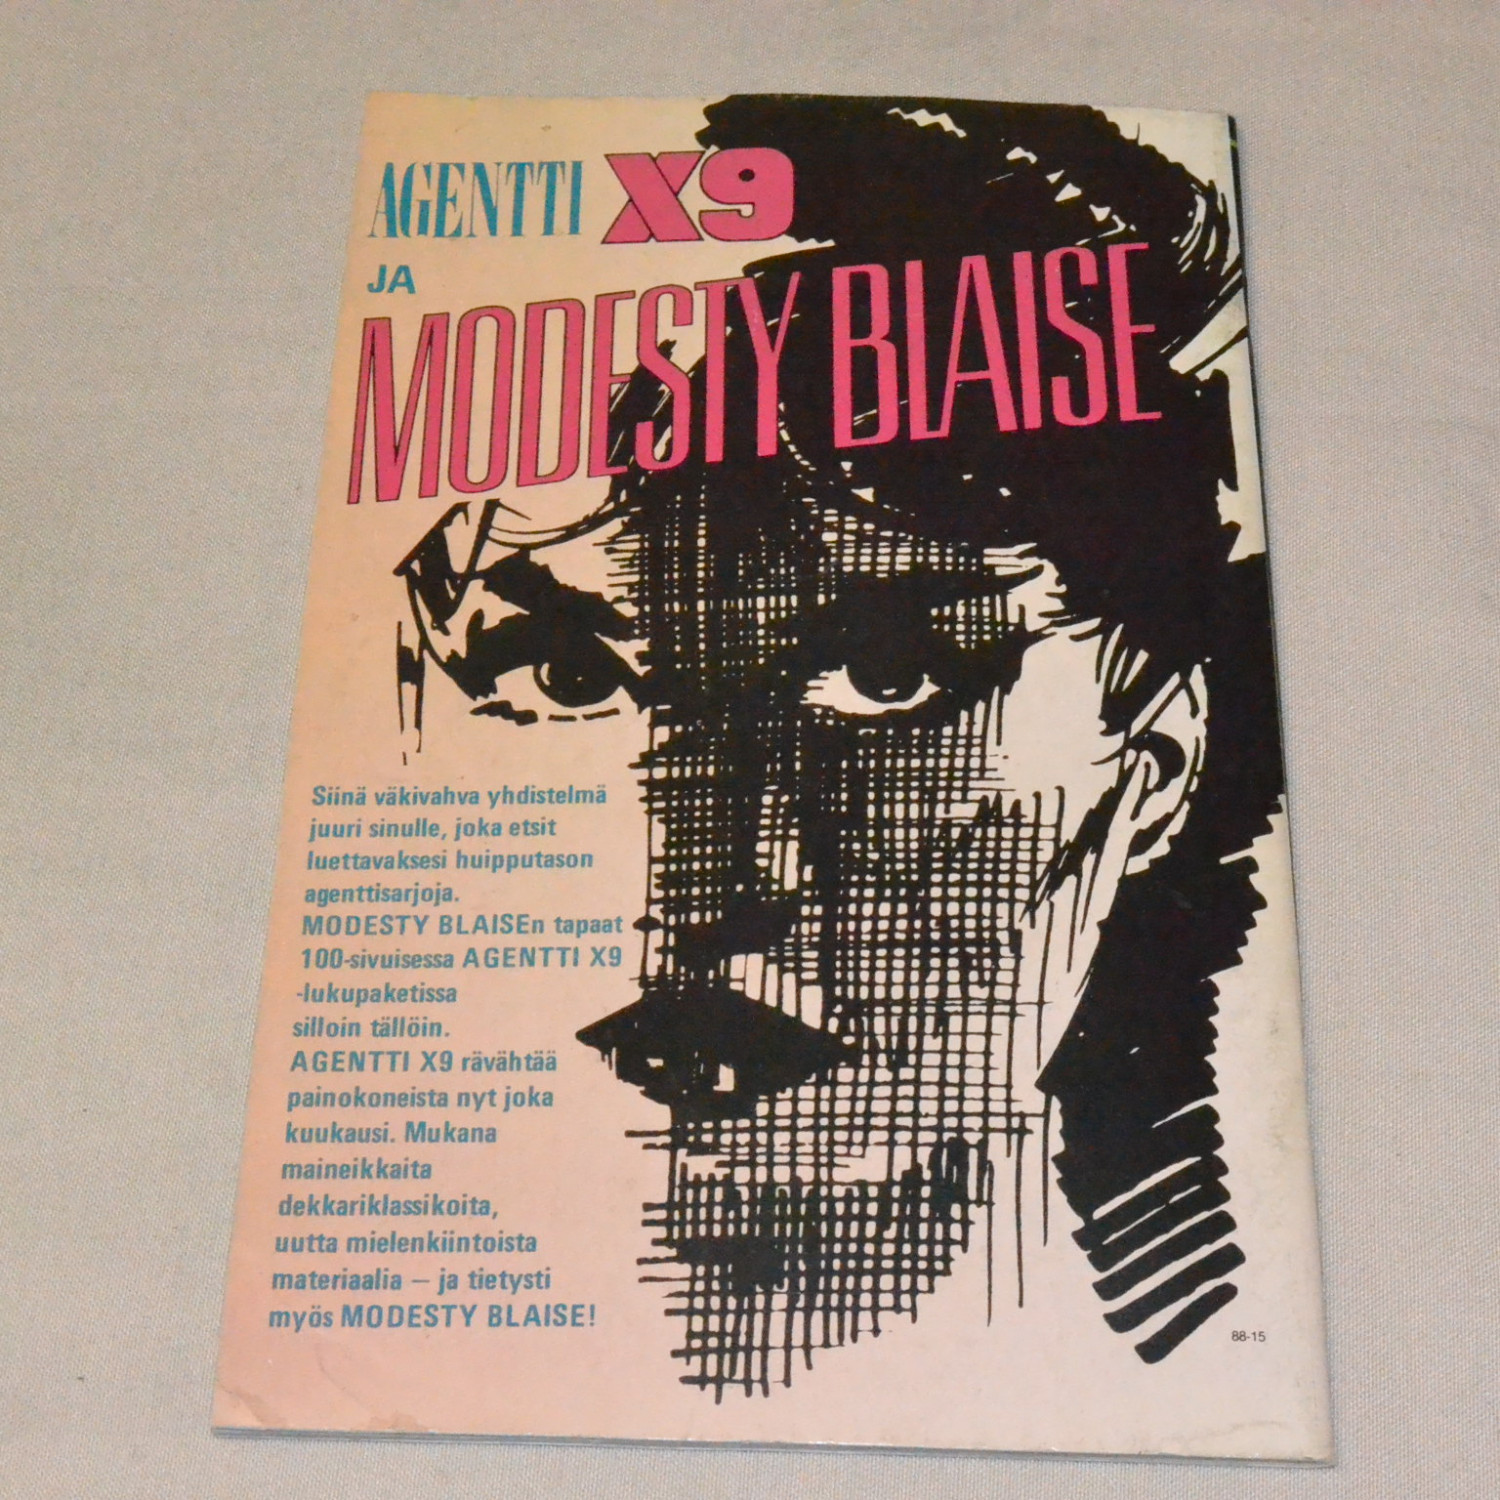 AGENTTI X9
JA
MODESTY BLAISE
Siinä väkivahva yhdistelmä
juuri sinulle, joka etsit
luettavaksesi huipputason
agenttisarjoja.
MODESTY BLAISEn tapaat
100-sivuisessa AGENTTI X9
-lukupaketissa
silloin tällöin.
AGENTTI X9 rävähtää
painokoneista nyt joka
kuukausi. Mukana
maineikkaita
dekkariklassikoita,
uutta mielenkiintoista
materiaalia – ja tietysti
myös MODESTY BLAISE!
88-15